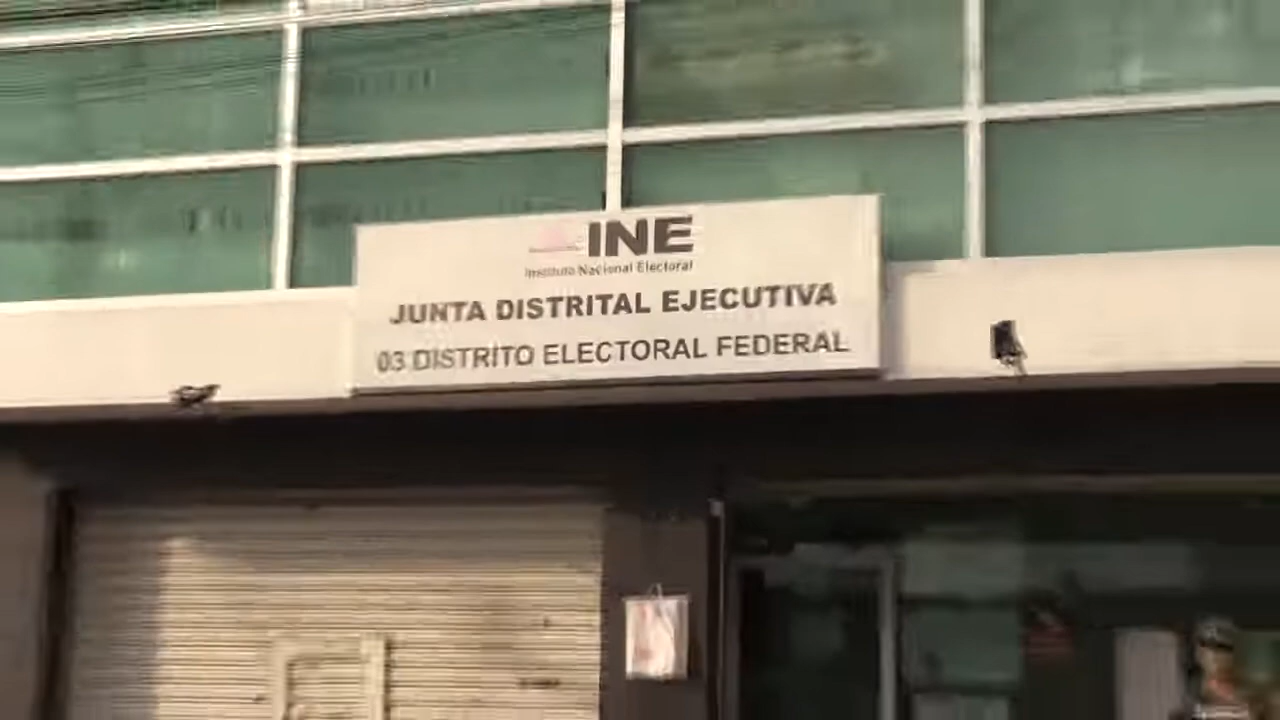 INE
Instituto Nacional Electoral
JUNTA DISTRITAL EJECUTIVA
03 DISTRITO ELECTORAL FEDERAL